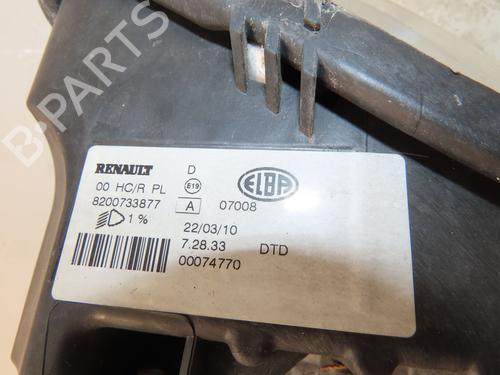 B-PARTS
RENAULT D
00 HC/R PL E19 ELBA
8200733877 A 07008
1% 22/03/10
7.28.33 DTD
00074770